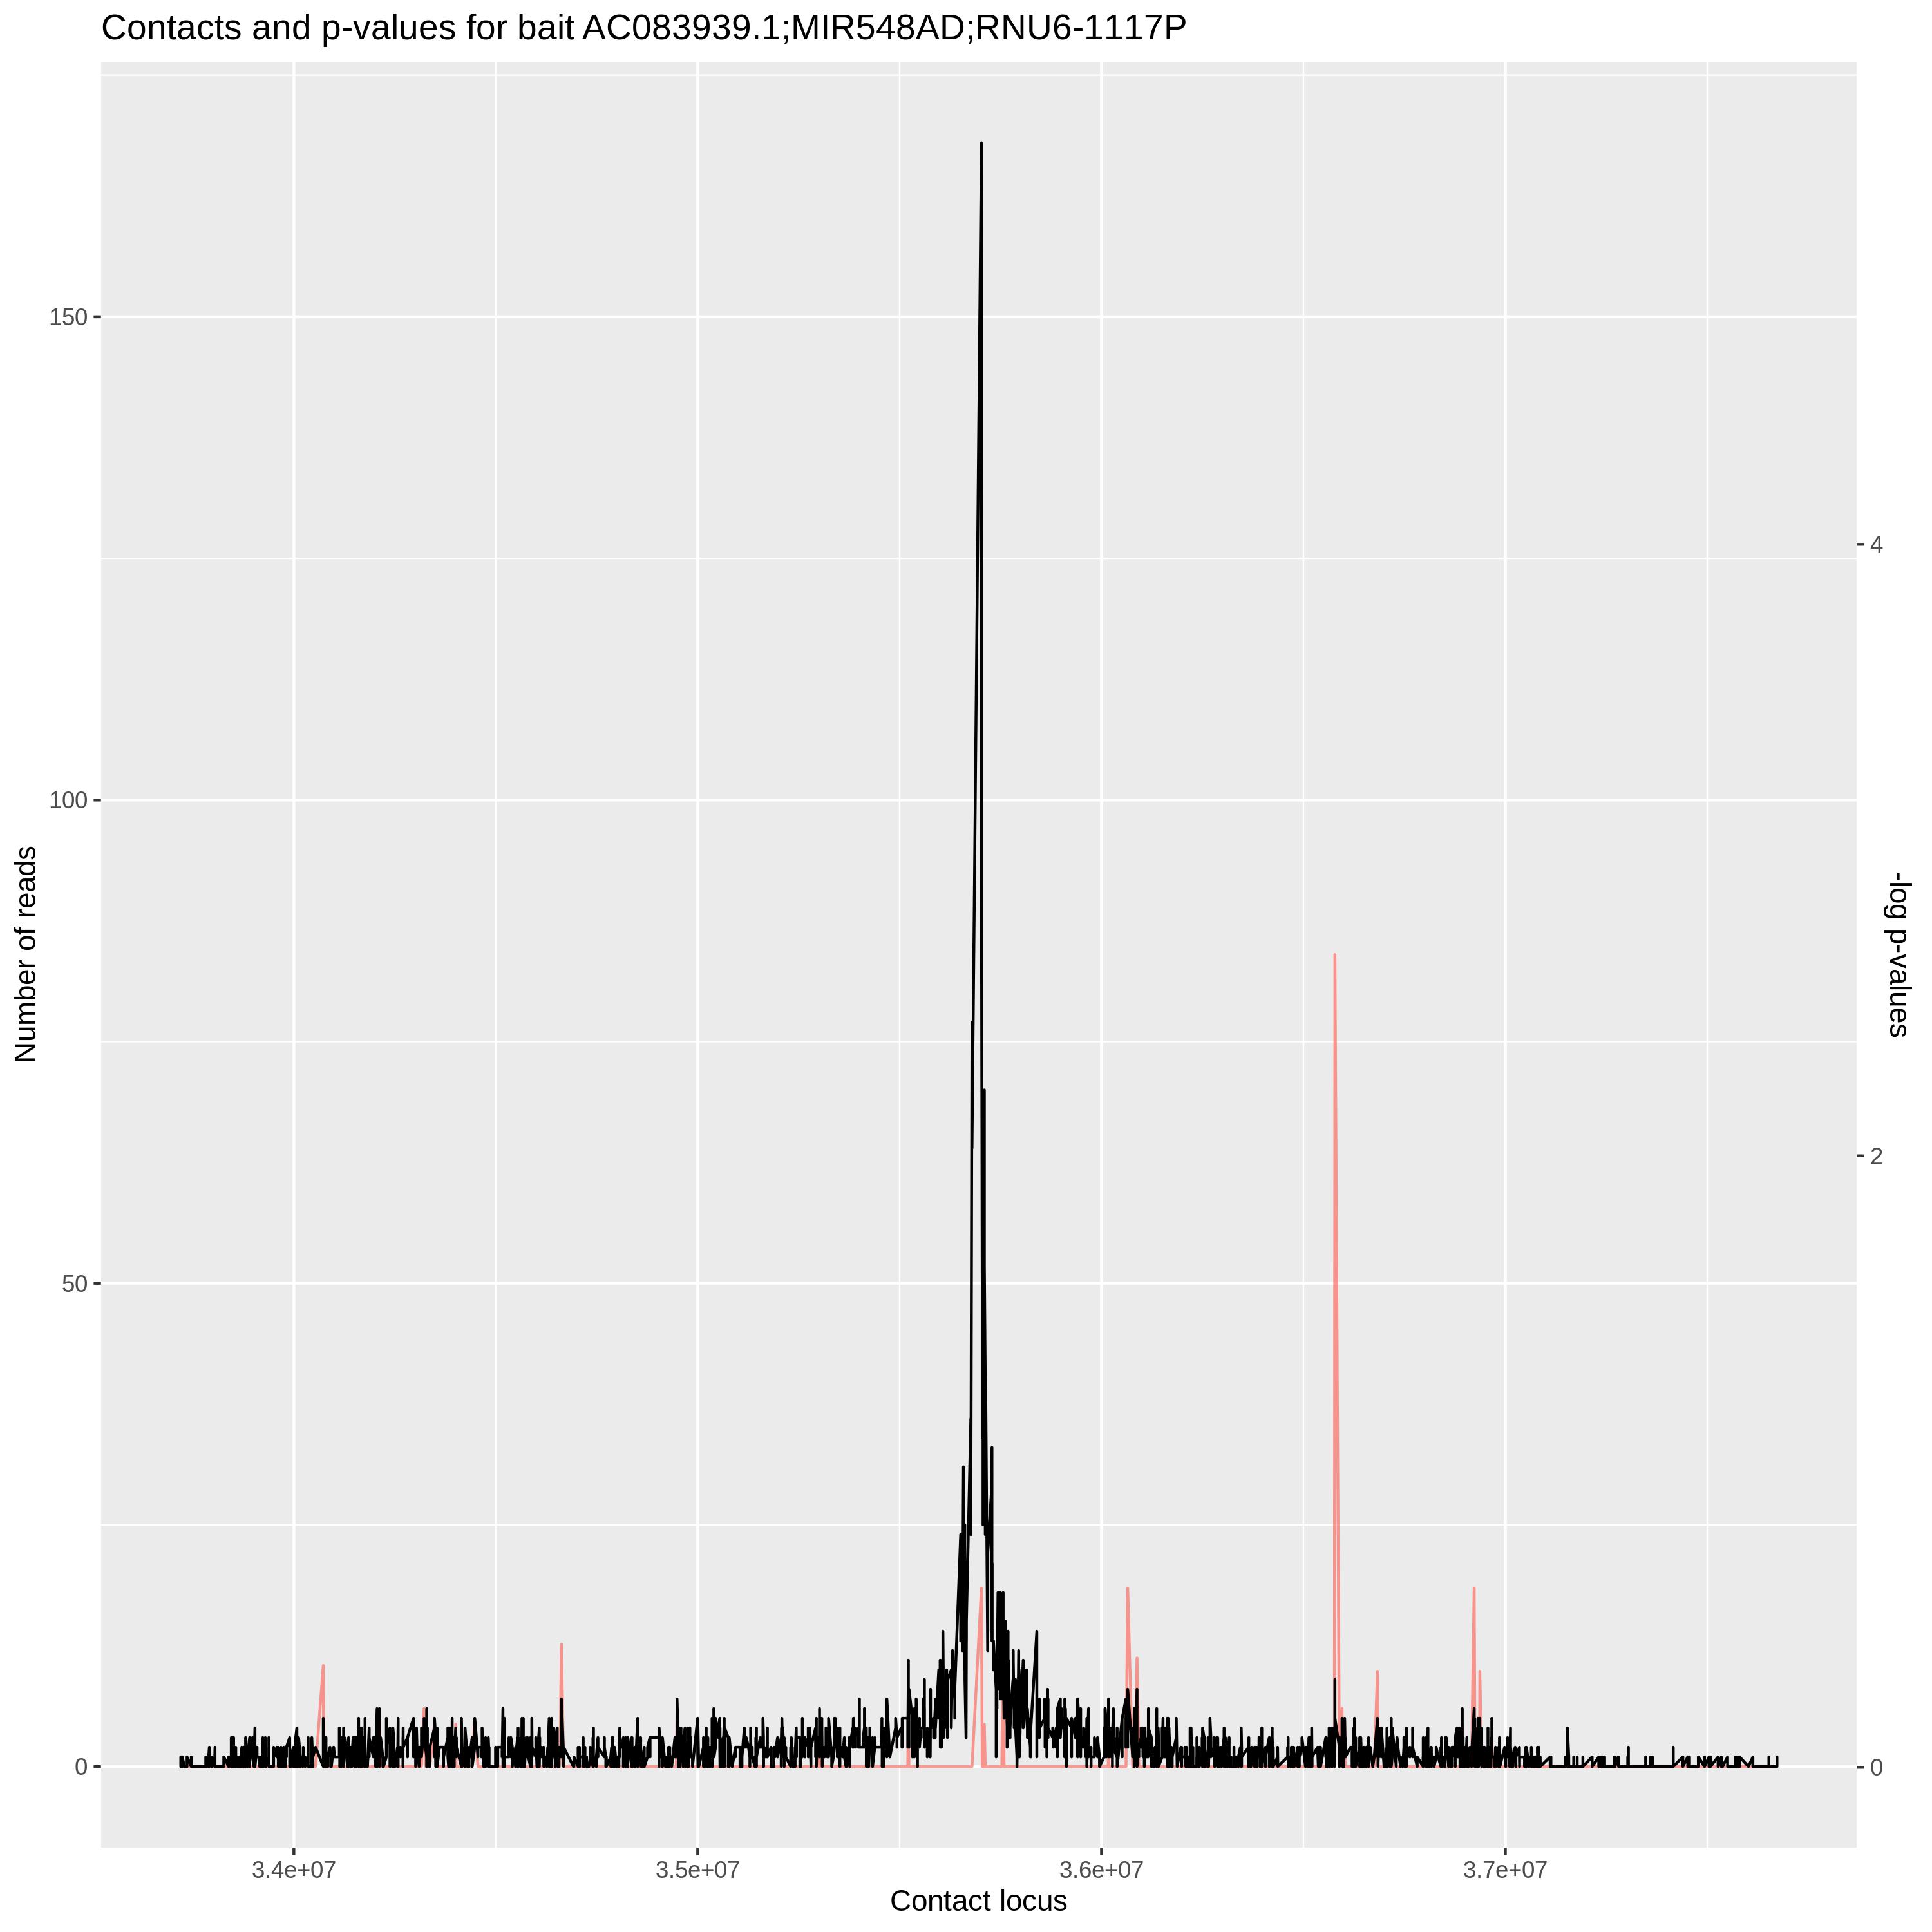 Contacts and p-values for bait AC083939.1;MIR548AD;RNU6-1117P
150
100
50
0
Number of reads
4
2
0
-log p-values
3.4e+07
3.5e+07
3.6e+07
3.7e+07
Contact locus